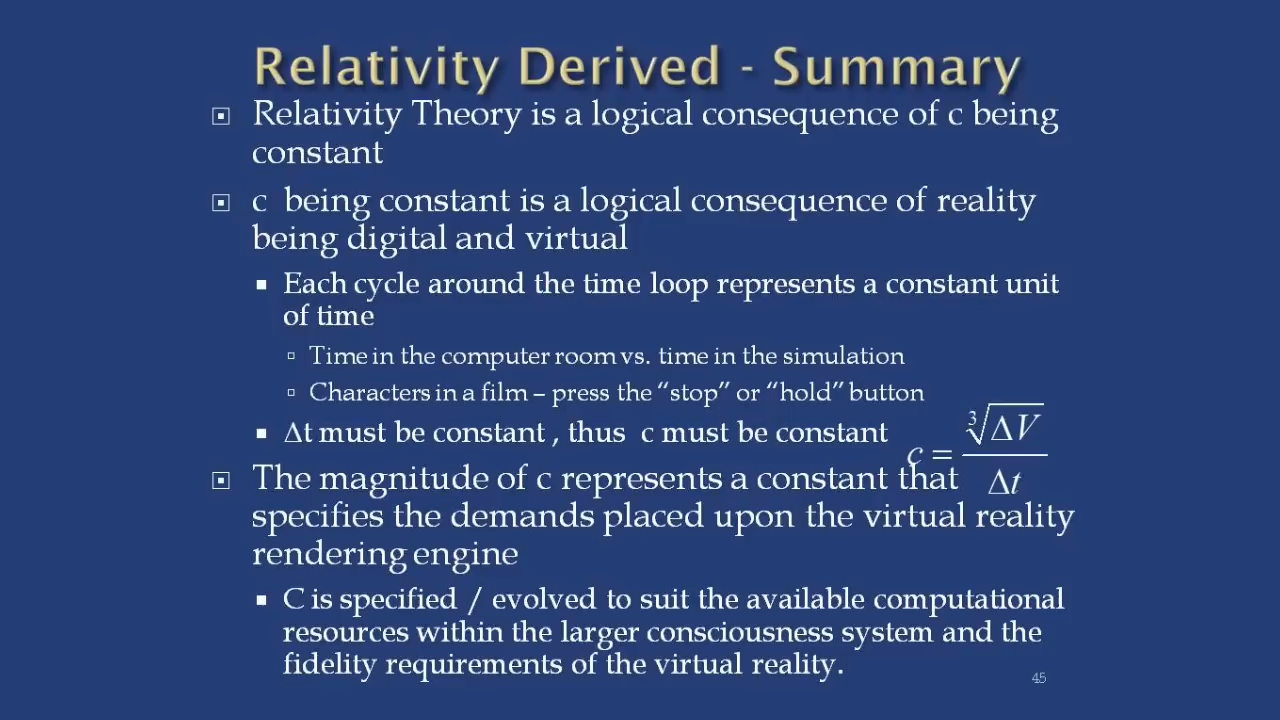 Relativity Derived - Summary
Relativity Theory is a logical consequence of c being
constant
c being constant is a logical consequence of reality
being digital and virtual
Each cycle around the time loop represents a constant unit
of time
Time in the computer room vs. time in the simulation
Characters in a film – press the “stop” or “hold” button
Δt must be constant , thus c must be constant
c = ∛ΔV / Δt
The magnitude of c represents a constant that
specifies the demands placed upon the virtual reality
rendering engine
C is specified / evolved to suit the available computational
resources within the larger consciousness system and the
fidelity requirements of the virtual reality.
45